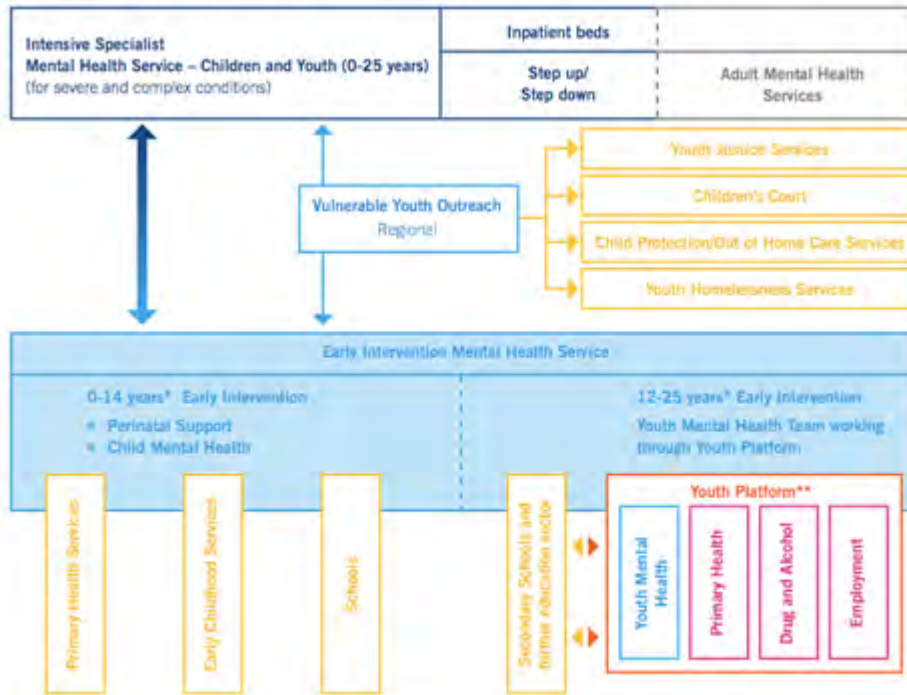 Intensive Specialist
Mental Health Service – Children and Youth (0-25 years)
(for severe and complex conditions)
Inpatient beds
Step up/
Step down
Adult Mental Health
Services
Youth Justice Services
Children's Court
Child Protection/Out of Home Care Services
Youth Homelessness Services
Vulnerable Youth Outreach
Regional
Early Intervention Mental Health Service
0-14 years* Early Intervention
Perinatal Support
Child Mental Health
12-25 years* Early Intervention
Youth Mental Health Team working
through Youth Platform
Primary Health Services
Early Childhood Services
Schools
Secondary Schools and
further education sector
Youth Platform**
Youth Mental
Health
Primary Health
Drug and Alcohol
Employment